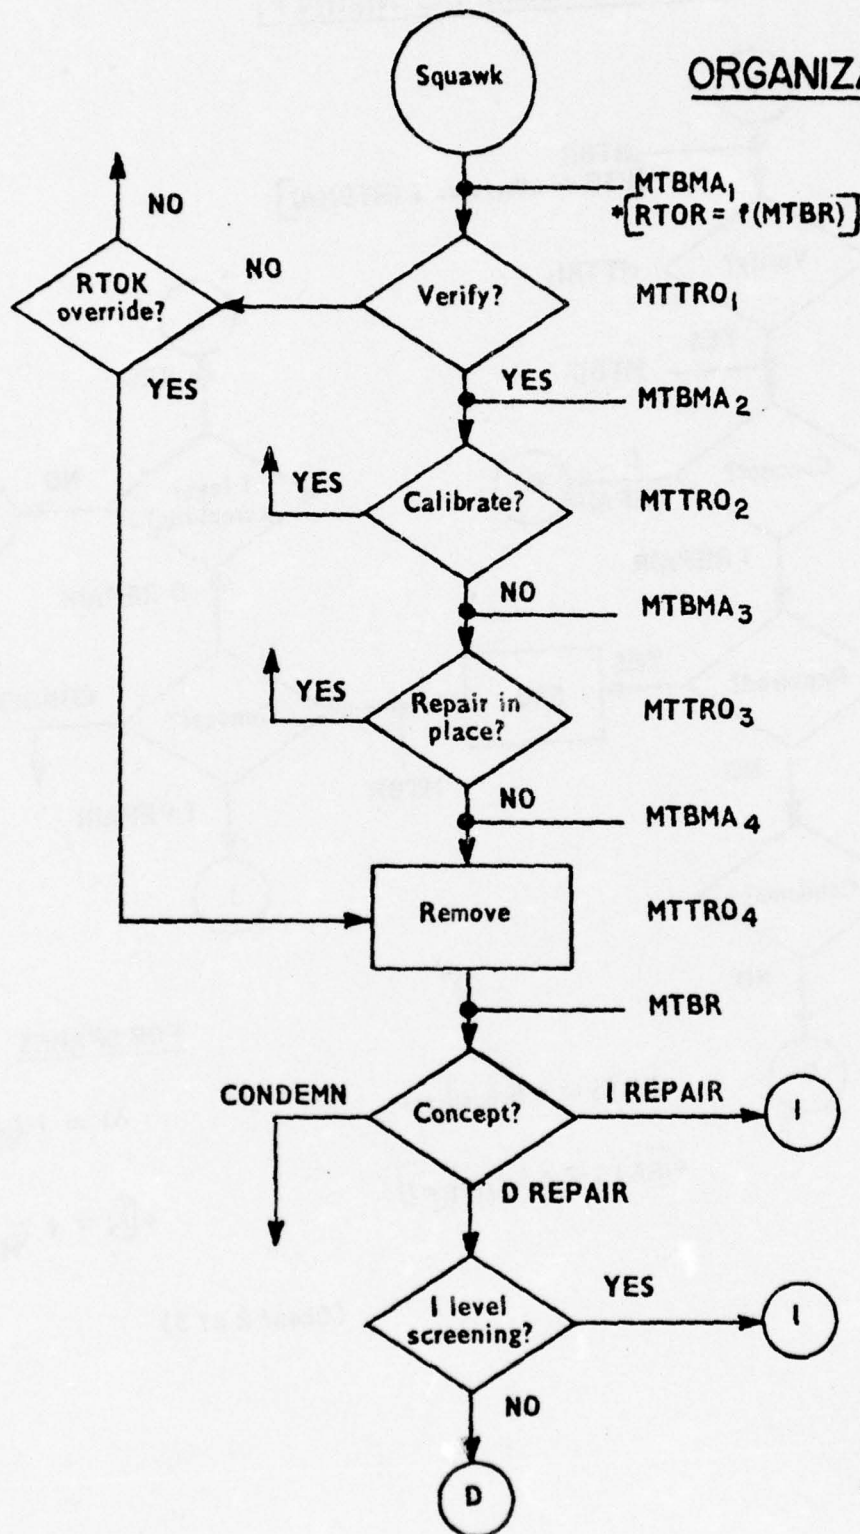 Squawk
MTBMA₁
*[RTOR = f(MTBR)]
NO
RTOK
override?
NO
Verify?
MTTRO₁
YES
YES
MTBMA₂
YES
Calibrate?
MTTRO₂
NO
MTBMA₃
YES
Repair in
place?
MTTRO₃
NO
MTBMA₄
Remove
MTTRO₄
MTBR
CONDEMN
Concept?
I REPAIR
I
D REPAIR
I level
screening?
YES
I
NO
D